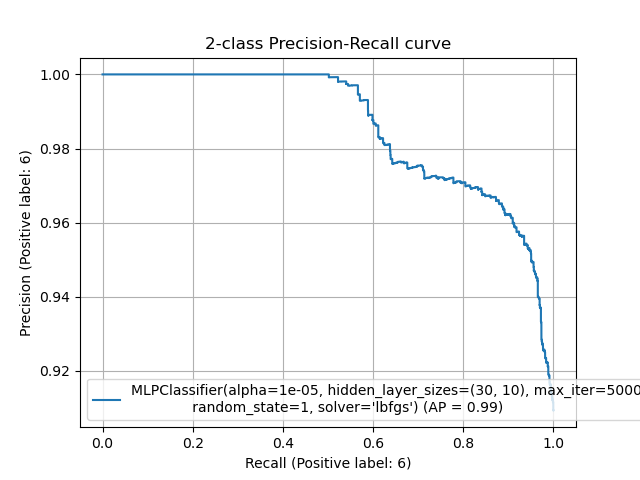 2-class Precision-Recall curve
1.00
0.98
0.96
0.94
0.92
Precision (Positive label: 6)
MLPClassifier(alpha=1e-05, hidden_layer_sizes=(30, 10), max_iter=5000
random_state=1, solver='lbfgs') (AP = 0.99)
0.0 0.2 0.4 0.6 0.8 1.0
Recall (Positive label: 6)